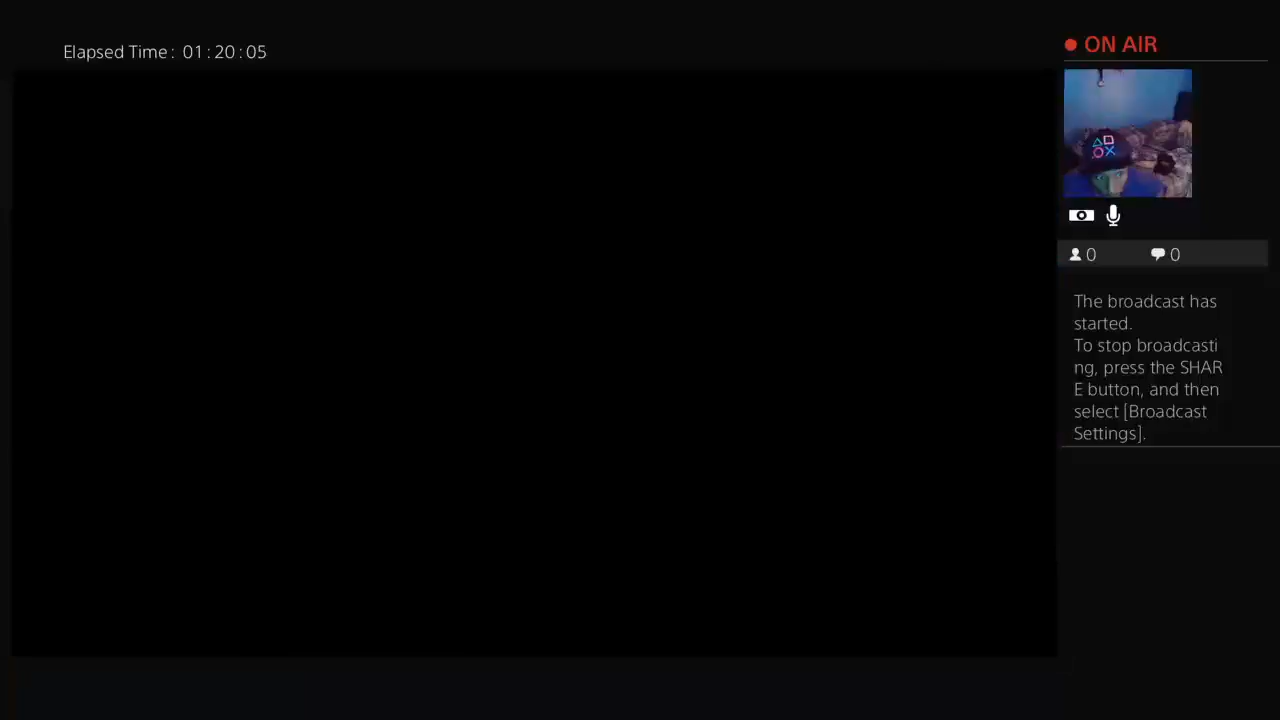 Elapsed Time: 01:20:05
ON AIR
0 0
The broadcast has
started.
To stop broadcasti
ng, press the SHAR
E button, and then
select [Broadcast
Settings].